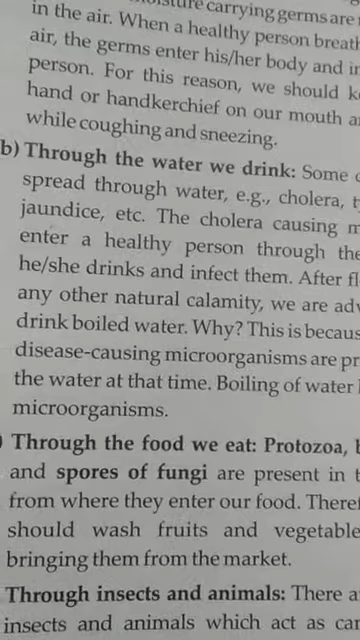 carrying germs are
in the air. When a healthy person breath
air, the germs enter his/her body and in
person. For this reason, we should k
hand or handkerchief on our mouth a
while coughing and sneezing.
b) Through the water we drink: Some
spread through water, e.g., cholera, t
jaundice, etc. The cholera causing m
enter a healthy person through the
he/she drinks and infect them. After fl
any other natural calamity, we are adv
drink boiled water. Why? This is becaus
disease-causing microorganisms are pr
the water at that time. Boiling of water
microorganisms.
) Through the food we eat: Protozoa, b
and spores of fungi are present in t
from where they enter our food. Theref
should wash fruits and vegetable
bringing them from the market.
Through insects and animals: There a
insects and animals which act as car